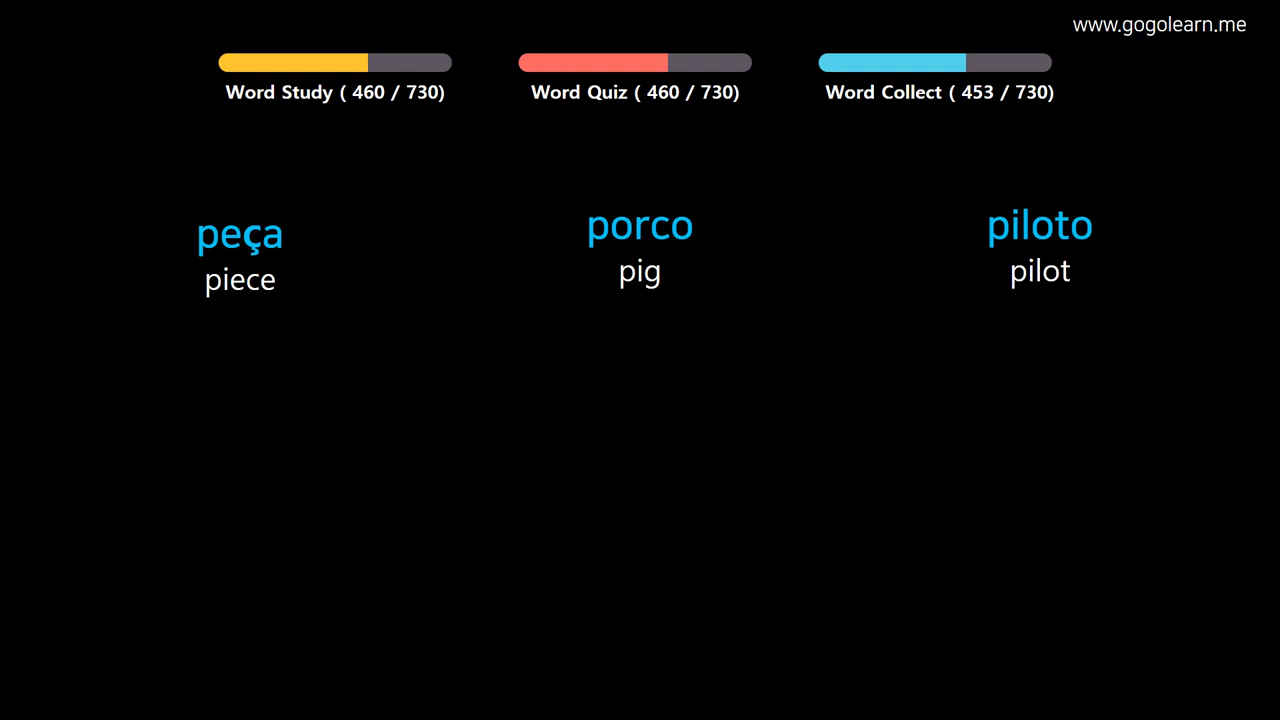 www.gogolearn.me
Word Study ( 460 / 730)
Word Quiz ( 460 / 730)
Word Collect ( 453 / 730)
peça
piece
porco
pig
piloto
pilot